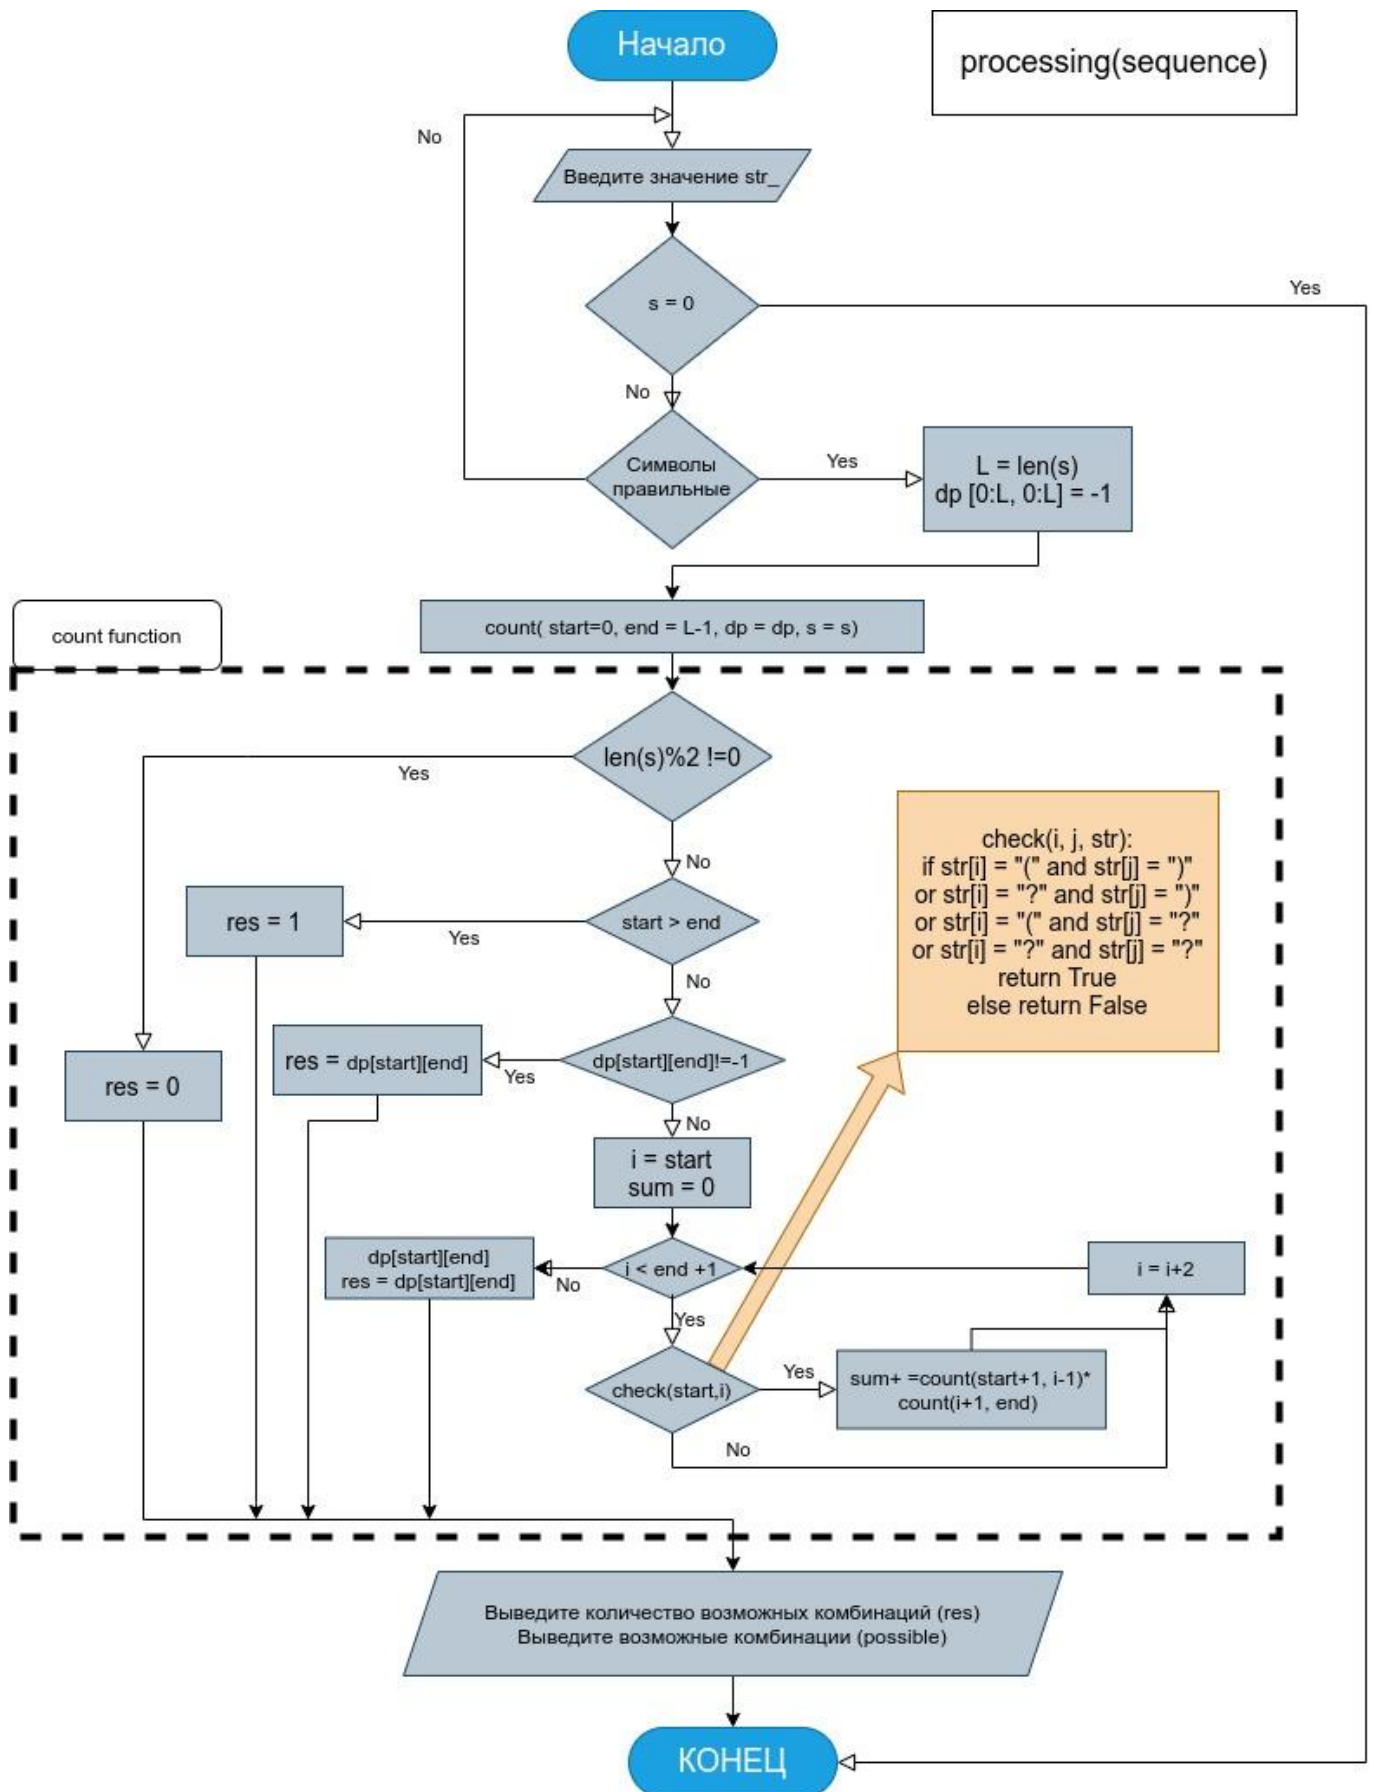 Начало
processing(sequence)
No
Введите значение str_
s = 0
Yes
No
Символы
правильные
Yes
L = len(s)
dp [0:L, 0:L] = -1
count function
count( start=0, end = L-1, dp = dp, s = s)
len(s)%2 !=0
Yes
No
check(i, j, str):
if str[i] = "(" and str[j] = ")"
or str[i] = "?" and str[j] = ")"
or str[i] = "(" and str[j] = "?"
or str[i] = "?" and str[j] = "?"
return True
else return False
res = 1
start > end
Yes
No
res = 0
res = dp[start][end]
dp[start][end]!=-1
Yes
No
i = start
sum = 0
dp[start][end]
res = dp[start][end]
i < end +1
No
i = i+2
Yes
check(start,i)
Yes
sum+ =count(start+1, i-1)*
count(i+1, end)
No
Выведите количество возможных комбинаций (res)
Выведите возможные комбинации (possible)
КОНЕЦ